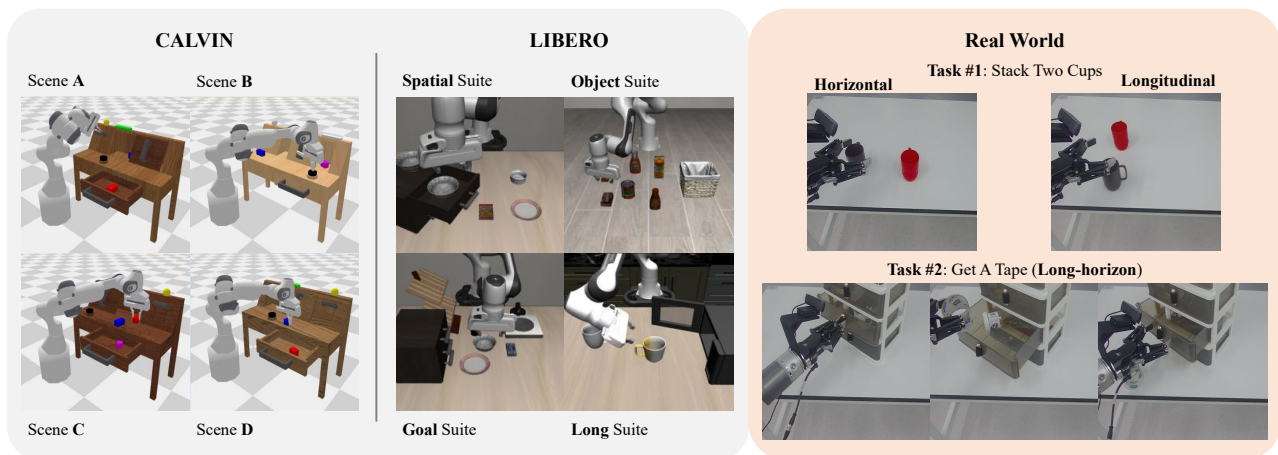 CALVIN
Scene A
Scene B
Scene C
Scene D
LIBERO
Spatial Suite
Object Suite
Goal Suite
Long Suite
Real World
Task #1: Stack Two Cups
Horizontal
Longitudinal
Task #2: Get A Tape (Long-horizon)